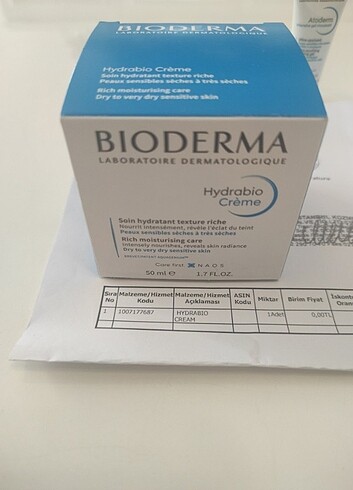 BIODERMA
LABORATOIRE DERMATOLOGIQUE
Hydrabio Crème
Soin hydratant texture riche
Peaux sensibles sèches à très sèches
Rich moisturising care
Dry to very dry sensitive skin
BIODERMA
LABORATOIRE DERMATOLOGIQUE
Hydrabio
Crème
Soin hydratant texture riche
Nourrit intensément, révèle l'éclat du teint
Peaux sensibles sèches à très sèches
Rich moisturising care
Intensely nourishes, reveals skin radiance
Dry to very dry sensitive skin
Care first. NAOS
50 ml e 1.7 FL.OZ.
Atoderm
Sıra No Malzeme/Hizmet Kodu Malzeme/Hizmet Açıklaması ASIN Kodu Miktar Birim Fiyat İskonto Oranı
1 1007177687 HYDRABIO CREAM 1Adet 0,00TL